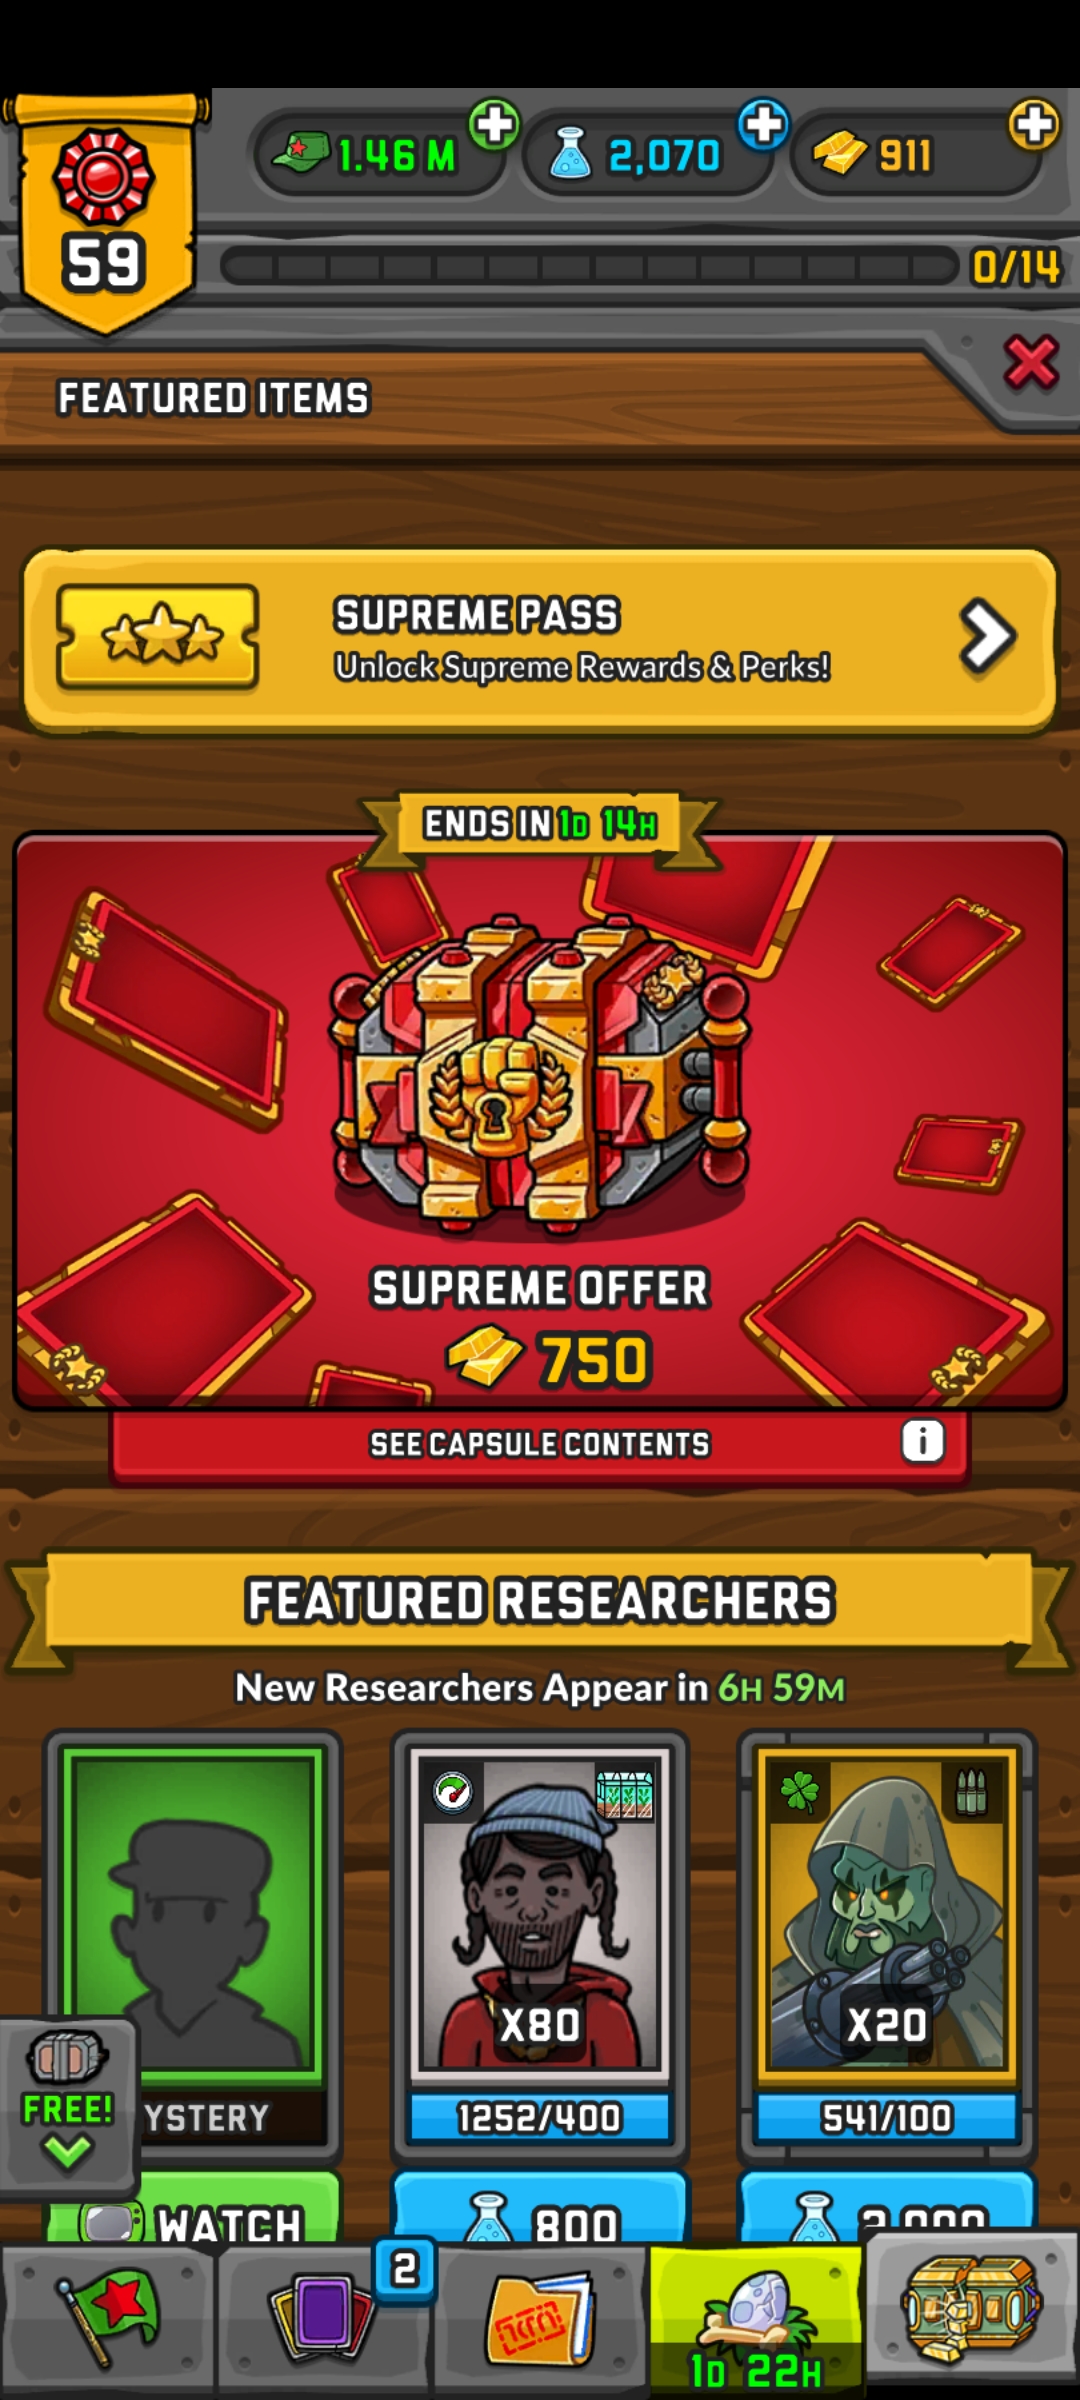 1.46 M
2,070
911
59
0/14
FEATURED ITEMS
SUPREME PASS
Unlock Supreme Rewards & Perks!
ENDS IN 1D 14H
SUPREME OFFER
750
SEE CAPSULE CONTENTS
i
FEATURED RESEARCHERS
New Researchers Appear in 6H 59M
X80
X20
FREE!
YSTERY
1252/400
541/100
WATCH
800
2
1D 22H